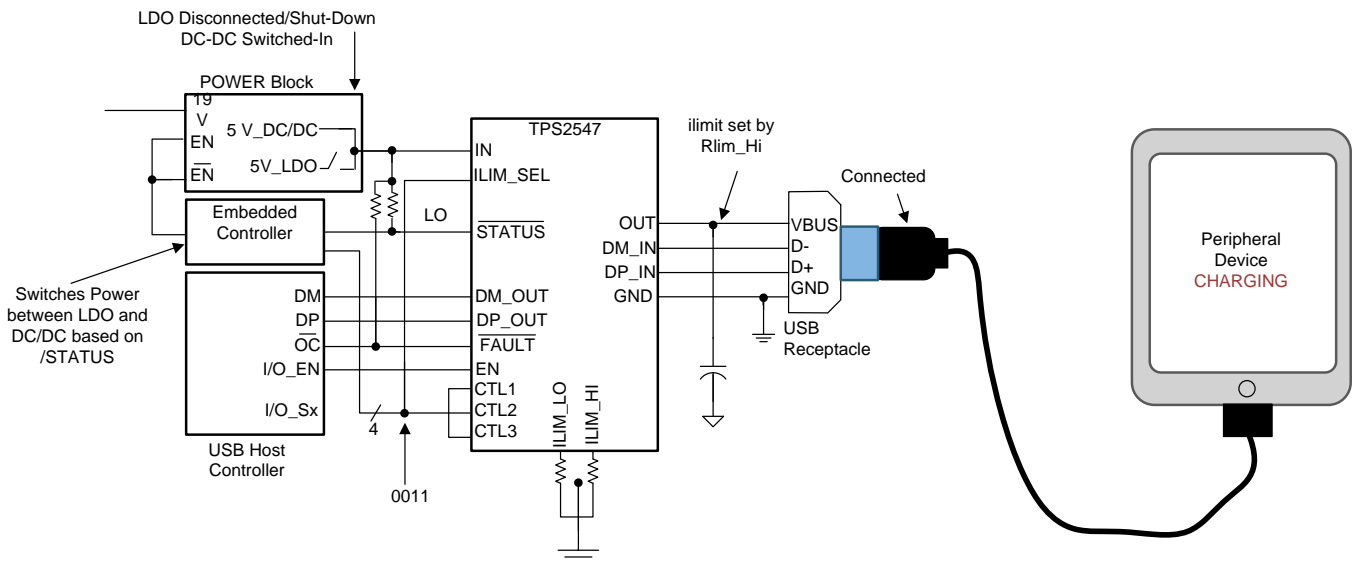 LDO Disconnected/Shut-Down
DC-DC Switched-In
POWER Block
19
V
EN
EN
5 V_DC/DC
5V_LDO
Embedded
Controller
Switches Power
between LDO and
DC/DC based on
/STATUS
DM
DP
OC
I/O_EN
I/O_Sx
USB Host
Controller
4
0011
LO
TPS2547
IN
ILIM_SEL
STATUS
DM_OUT
DP_OUT
FAULT
EN
CTL1
CTL2
CTL3
ILIM_LO
ILIM_HI
OUT
DM_IN
DP_IN
GND
ilimit set by
Rlim_Hi
VBUS
D-
D+
GND
USB
Receptacle
Connected
Peripheral
Device
CHARGING